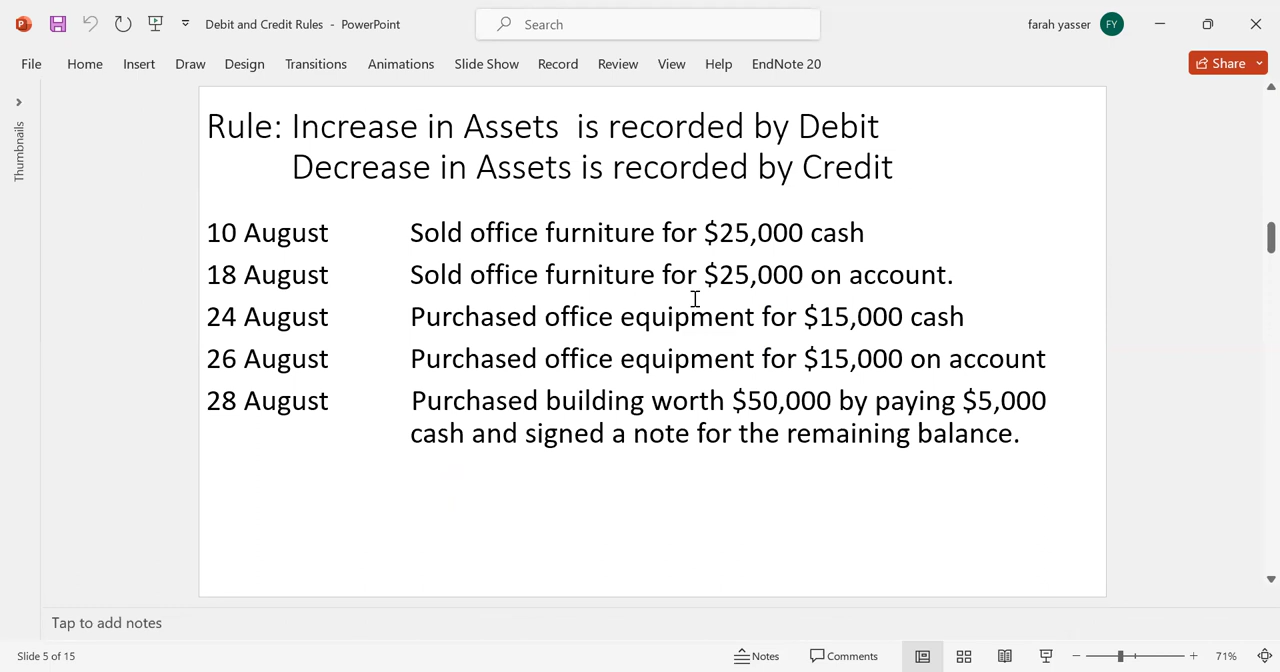 Debit and Credit Rules - PowerPoint
Search
farah yasser
FY
File Home Insert Draw Design Transitions Animations Slide Show Record Review View Help EndNote 20
Share
Thumbnails
Rule: Increase in Assets is recorded by Debit
Decrease in Assets is recorded by Credit
10 August Sold office furniture for $25,000 cash
18 August Sold office furniture for $25,000 on account.
24 August Purchased office equipment for $15,000 cash
26 August Purchased office equipment for $15,000 on account
28 August Purchased building worth $50,000 by paying $5,000
cash and signed a note for the remaining balance.
Tap to add notes
Slide 5 of 15
Notes
Comments
71%